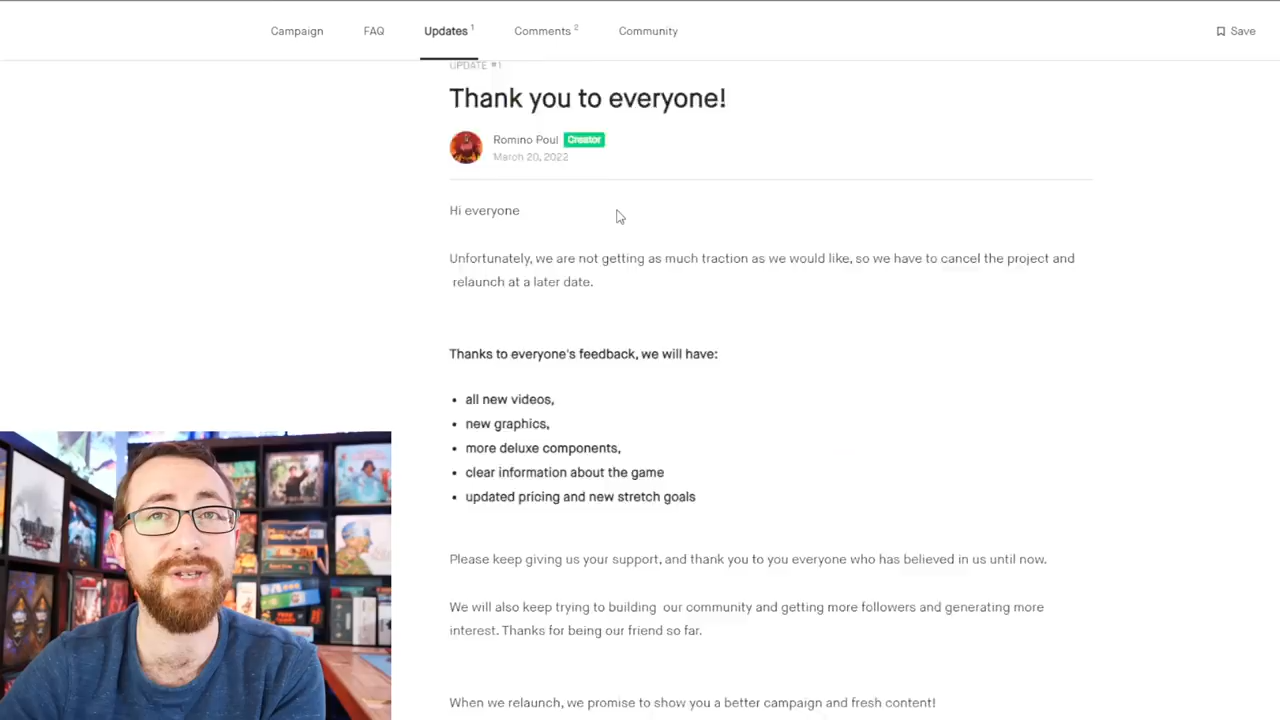 Campaign FAQ Updates 1 Comments 2 Community Save
UPDATE #1
Thank you to everyone!
Romino Poul Creator
March 20, 2022
Hi everyone
Unfortunately, we are not getting as much traction as we would like, so we have to cancel the project and
relaunch at a later date.
Thanks to everyone's feedback, we will have:
• all new videos,
• new graphics,
• more deluxe components,
• clear information about the game
• updated pricing and new stretch goals
Please keep giving us your support, and thank you to you everyone who has believed in us until now.
We will also keep trying to building our community and getting more followers and generating more
interest. Thanks for being our friend so far.
When we relaunch, we promise to show you a better campaign and fresh content!